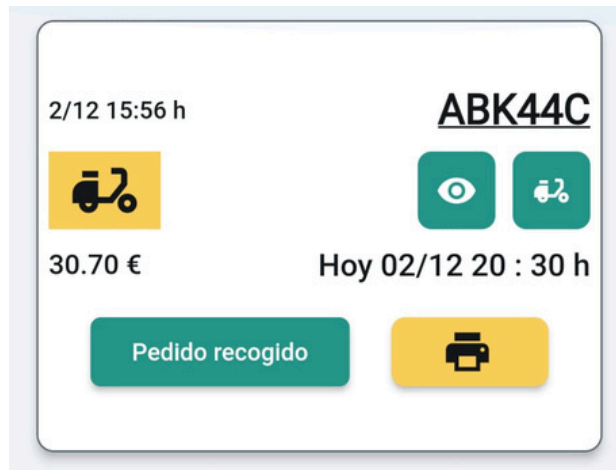 2/12 15:56 h
ABK44C
30.70 €
Hoy 02/12 20 : 30 h
Pedido recogido